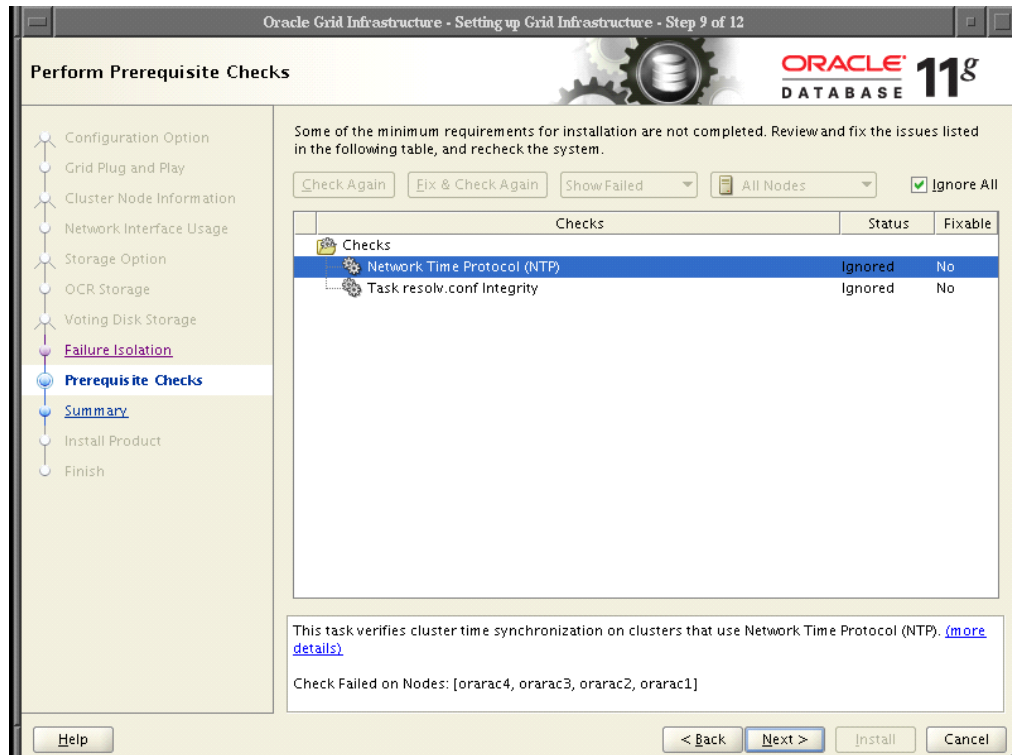 Oracle Grid Infrastructure - Setting up Grid Infrastructure - Step 9 of 12
Perform Prerequisite Checks
ORACLE®
DATABASE 11g
Configuration Option
Grid Plug and Play
Cluster Node Information
Network Interface Usage
Storage Option
OCR Storage
Voting Disk Storage
Failure Isolation
Prerequisite Checks
Summary
Install Product
Finish
Some of the minimum requirements for installation are not completed. Review and fix the issues listed
in the following table, and recheck the system.
Check Again Fix & Check Again Show Failed All Nodes Ignore All
Checks Status Fixable
Checks
Network Time Protocol (NTP) Ignored No
Task resolv.conf Integrity Ignored No
This task verifies cluster time synchronization on clusters that use Network Time Protocol (NTP). (more
details)
Check Failed on Nodes: [orarac4, orarac3, orarac2, orarac1]
Help < Back Next > Install Cancel